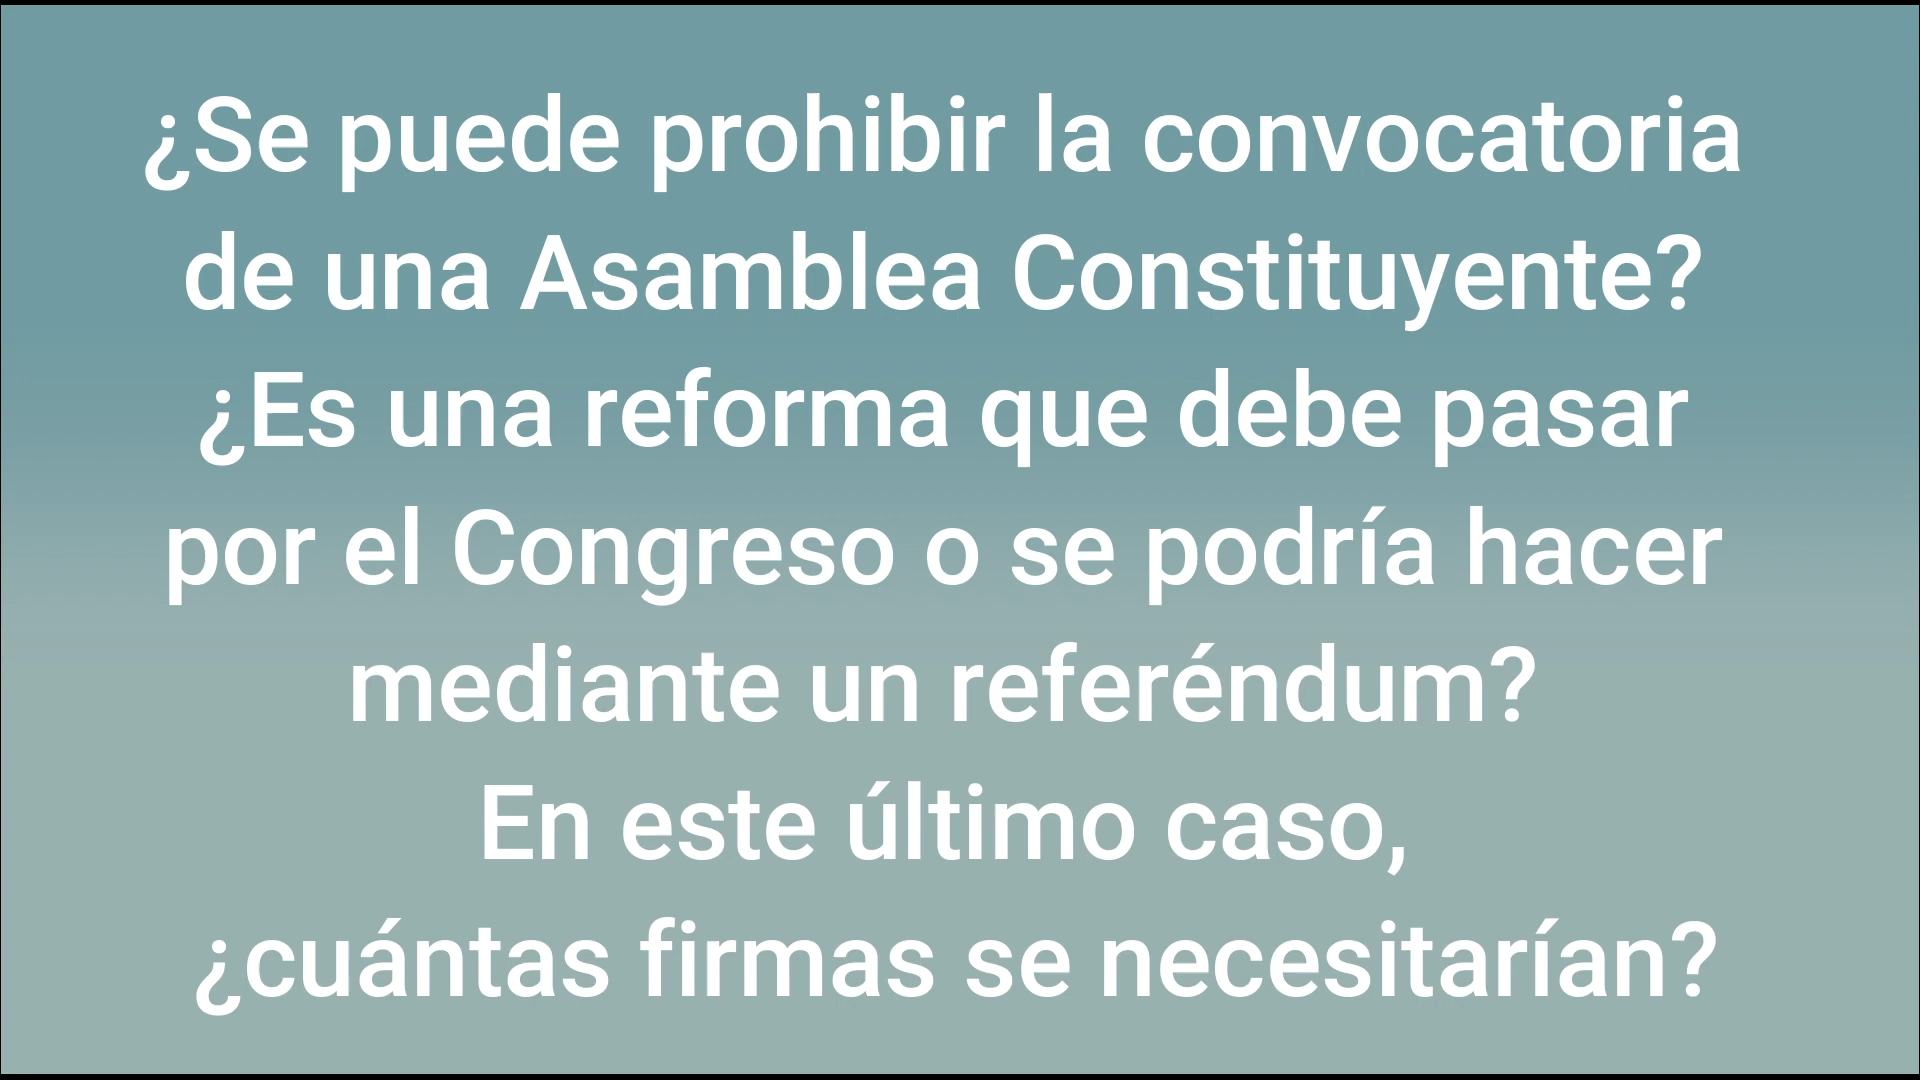 ¿Se puede prohibir la convocatoria
de una Asamblea Constituyente?
¿Es una reforma que debe pasar
por el Congreso o se podría hacer
mediante un referéndum?
En este último caso,
¿cuántas firmas se necesitarían?